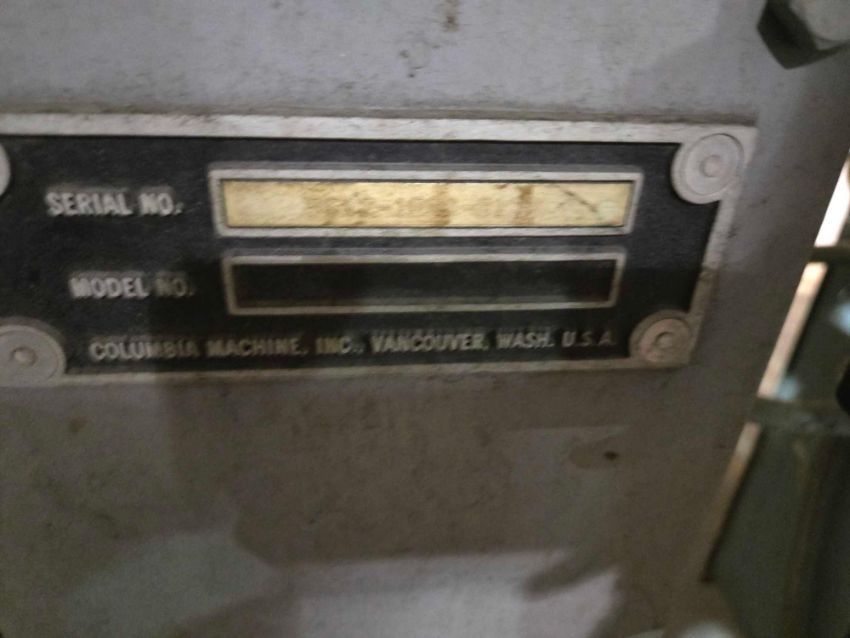 SERIAL NO.
MODEL NO.
COLUMBIA MACHINE, INC., VANCOUVER, WASH. U.S.A.